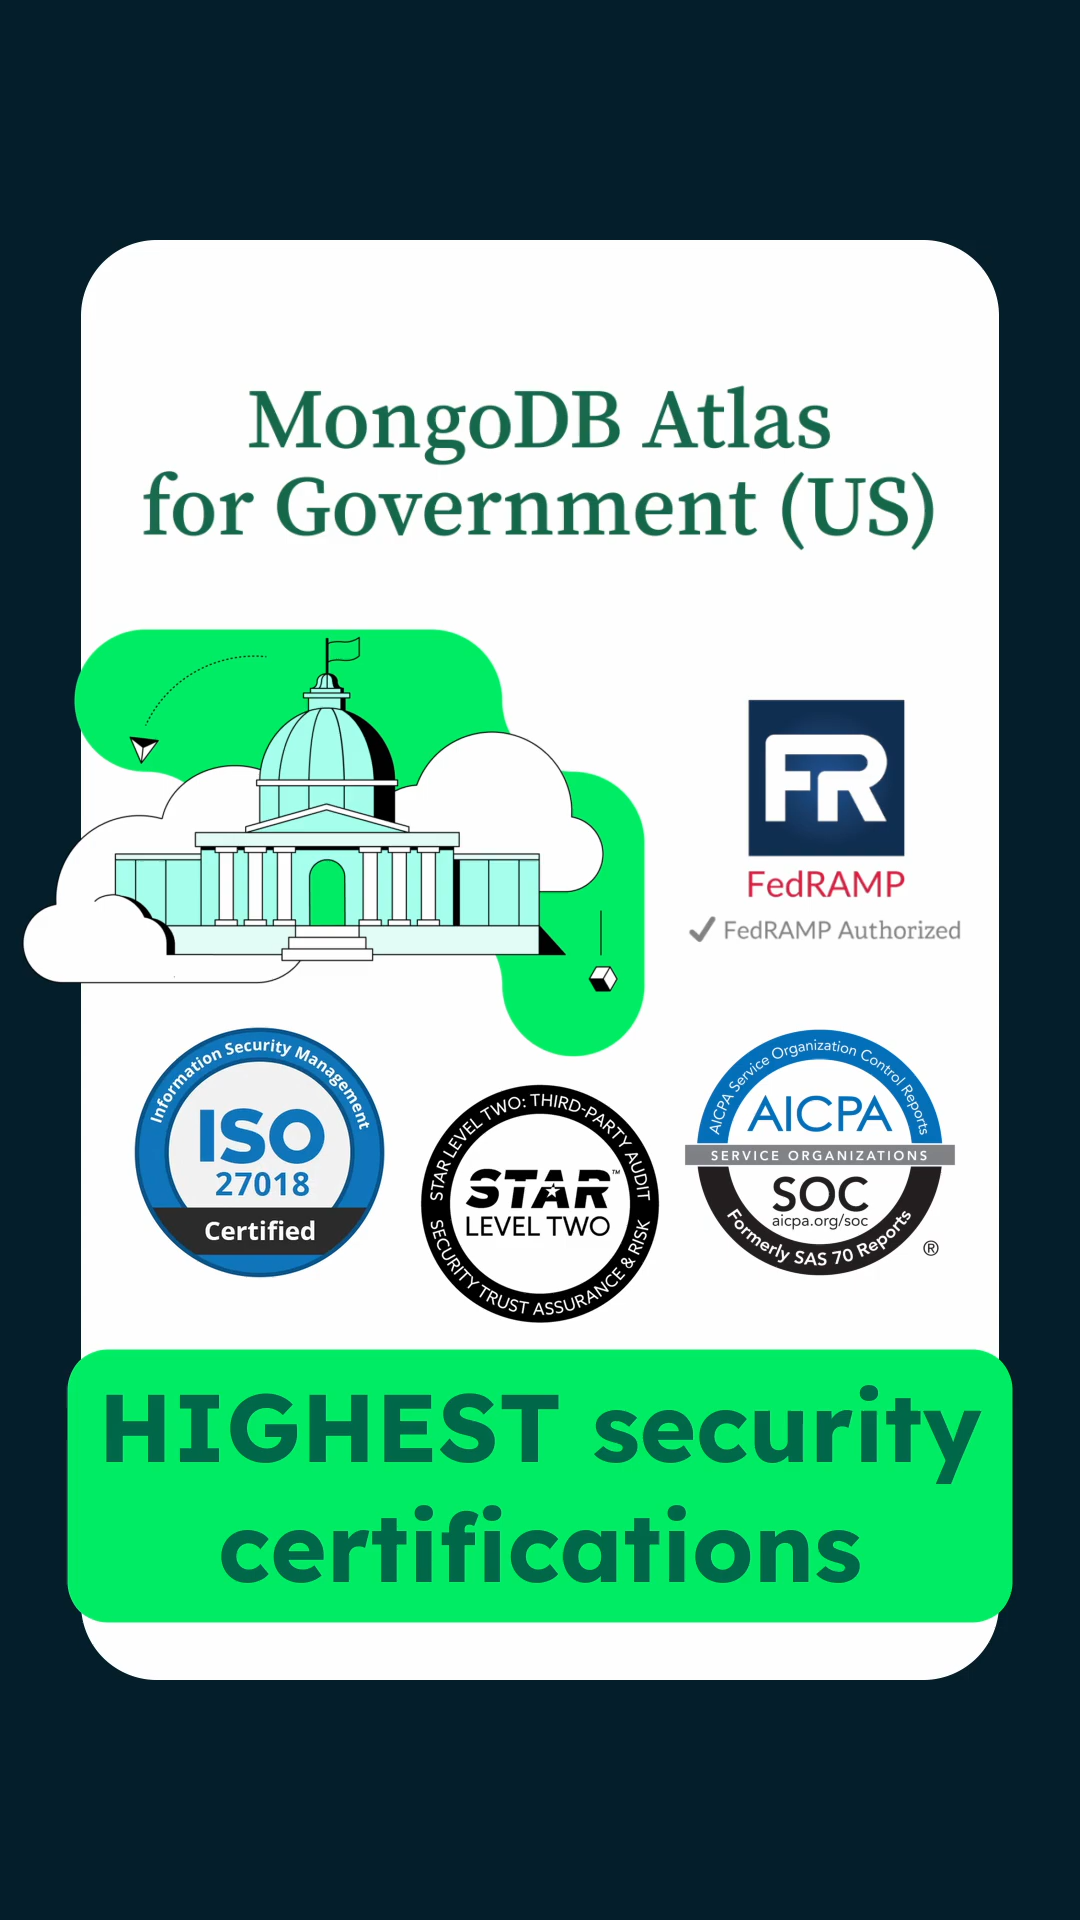 MongoDB Atlas
for Government (US)
FR
FedRAMP
FedRAMP Authorized
Information Security Management
ISO
27018
Certified
STAR LEVEL TWO: THIRD-PARTY AUDIT
STAR™
LEVEL TWO
SECURITY TRUST ASSURANCE & RISK
AICPA Service Organization Control Reports
AICPA
SERVICE ORGANIZATIONS
SOC
aicpa.org/soc
Formerly SAS 70 Reports
®
HIGHEST security
certifications